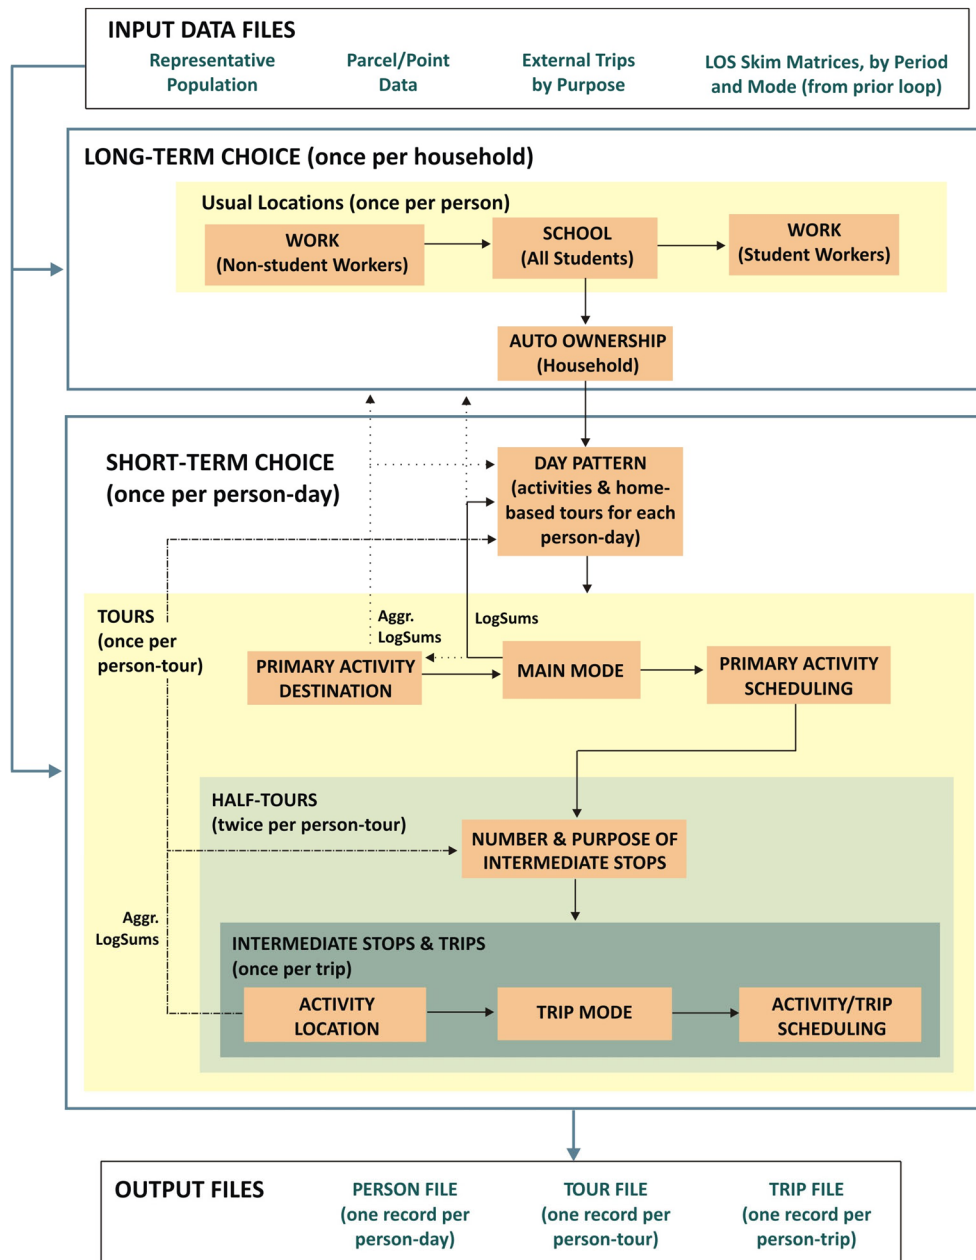 INPUT DATA FILES
Representative
Population
Parcel/Point
Data
External Trips
by Purpose
LOS Skim Matrices, by Period
and Mode (from prior loop)
LONG-TERM CHOICE (once per household)
Usual Locations (once per person)
WORK
(Non-student Workers)
SCHOOL
(All Students)
WORK
(Student Workers)
AUTO OWNERSHIP
(Household)
SHORT-TERM CHOICE
(once per person-day)
DAY PATTERN
(activities & home-
based tours for each
person-day)
TOURS
(once per
person-tour)
Aggr.
LogSums
LogSums
PRIMARY ACTIVITY
DESTINATION
MAIN MODE
PRIMARY ACTIVITY
SCHEDULING
HALF-TOURS
(twice per person-tour)
NUMBER & PURPOSE OF
INTERMEDIATE STOPS
Aggr.
LogSums
INTERMEDIATE STOPS & TRIPS
(once per trip)
ACTIVITY
LOCATION
TRIP MODE
ACTIVITY/TRIP
SCHEDULING
OUTPUT FILES
PERSON FILE
(one record per
person-day)
TOUR FILE
(one record per
person-tour)
TRIP FILE
(one record per
person-trip)